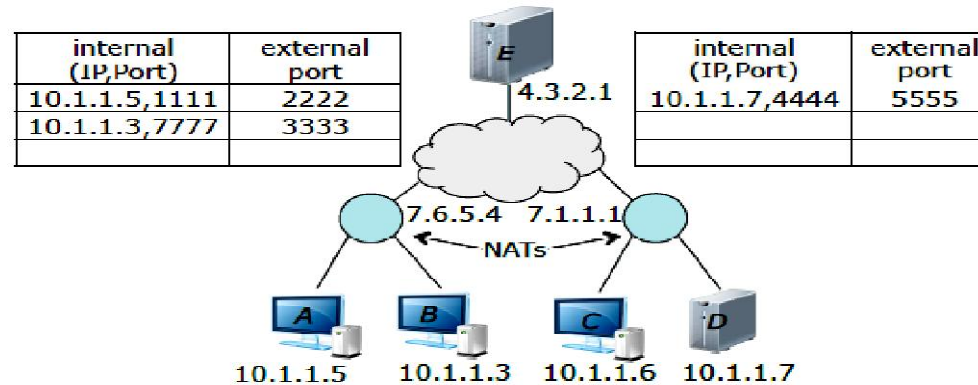 internal external
(IP,Port) port
10.1.1.5,1111 2222
10.1.1.3,7777 3333
E
4.3.2.1
internal external
(IP,Port) port
10.1.1.7,4444 5555
7.6.5.4 7.1.1.1
NATs
A B C D
10.1.1.5 10.1.1.3 10.1.1.6 10.1.1.7